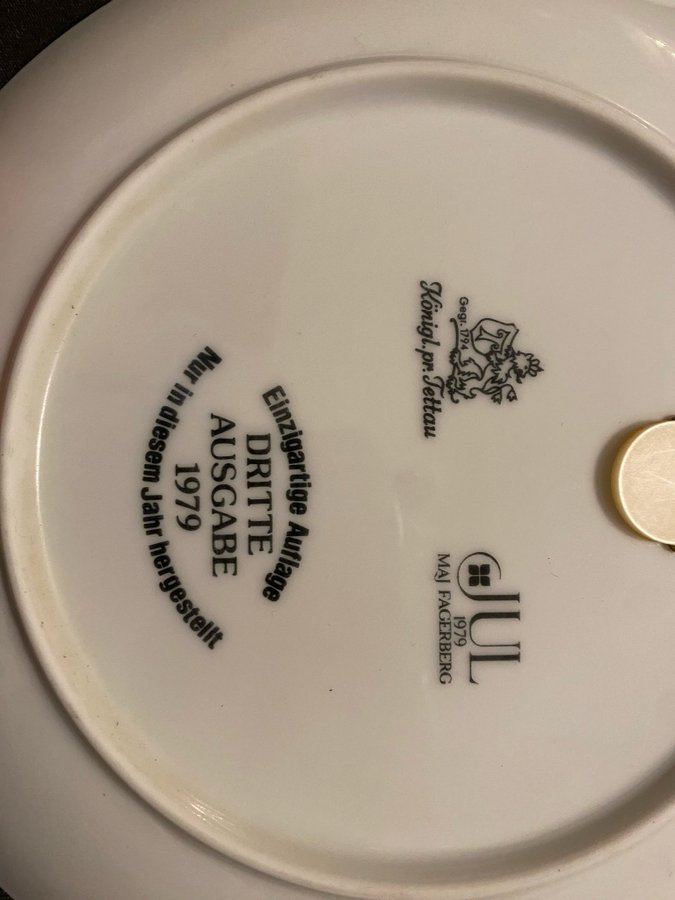 Gegr. 1794
Königl. pr. Tettau
JUL
1979
MAJ FAGERBERG
Einzigartige Auflage
DRITTE
AUSGABE
1979
Nur in diesem Jahr hergestellt